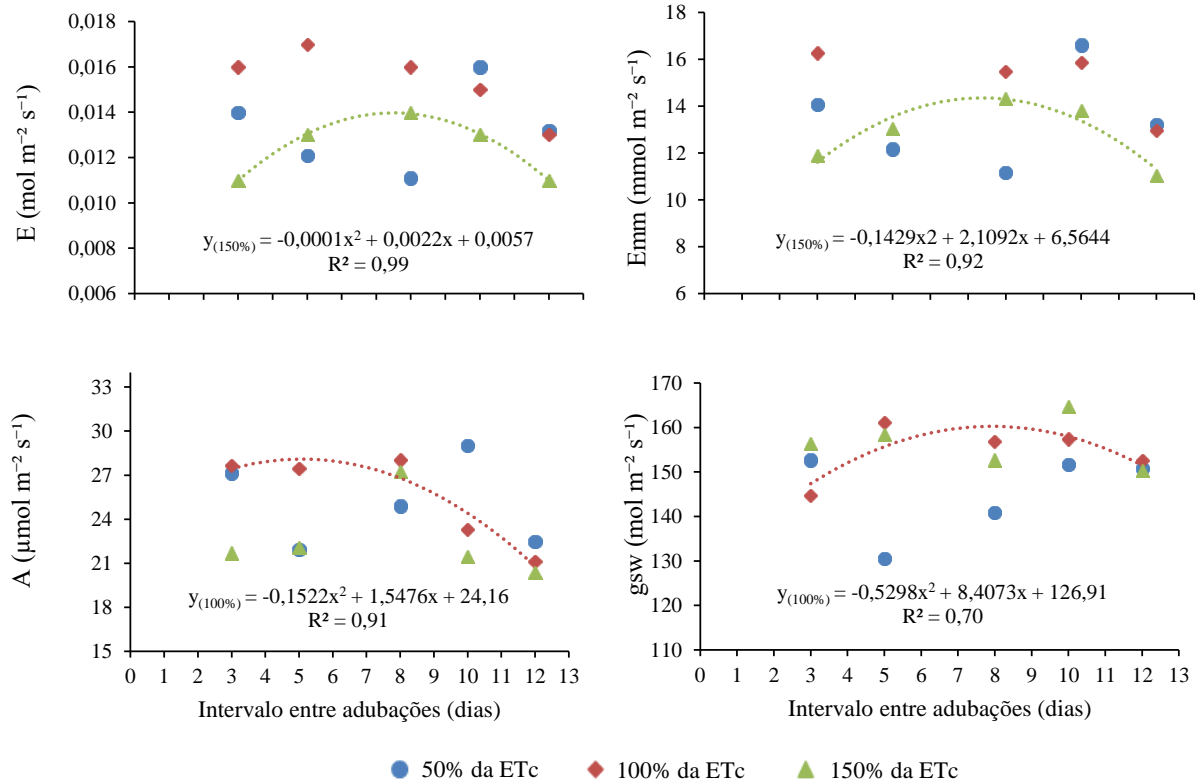 E (mol m⁻² s⁻¹)
0,018
0,016
0,014
0,012
0,010
0,008
0,006
y(150%) = -0,0001x² + 0,0022x + 0,0057
R² = 0,99
Emm (mmol m⁻² s⁻¹)
18
16
14
12
10
8
6
y(150%) = -0,1429x2 + 2,1092x + 6,5644
R² = 0,92
A (µmol m⁻² s⁻¹)
33
30
27
24
21
18
15
y(100%) = -0,1522x² + 1,5476x + 24,16
R² = 0,91
0 1 2 3 4 5 6 7 8 9 10 11 12 13
Intervalo entre adubações (dias)
gsw (mol m⁻² s⁻¹)
170
160
150
140
130
120
110
y(100%) = -0,5298x² + 8,4073x + 126,91
R² = 0,70
0 1 2 3 4 5 6 7 8 9 10 11 12 13
Intervalo entre adubações (dias)
50% da ETc 100% da ETc 150% da ETc